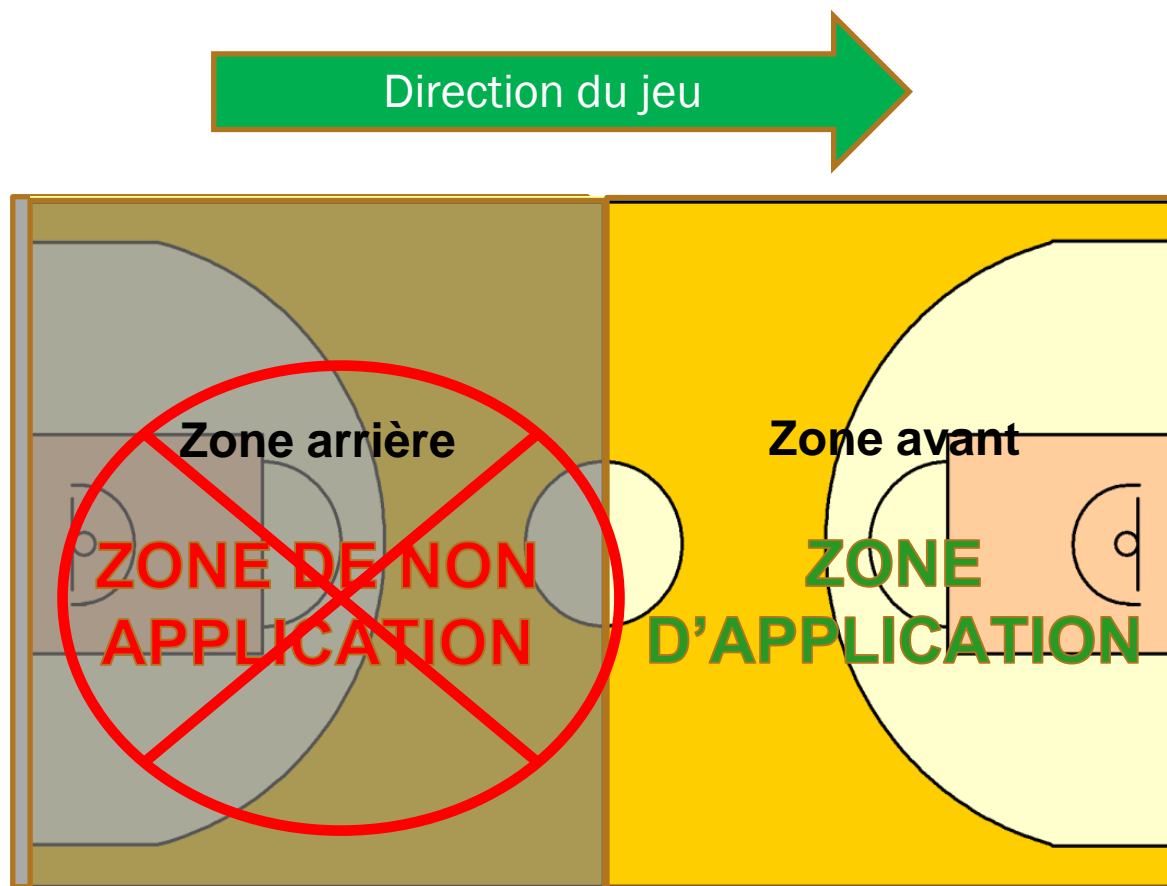 Direction du jeu
Zone arrière
Zone avant
ZONE DE NON
APPLICATION
ZONE
D’APPLICATION